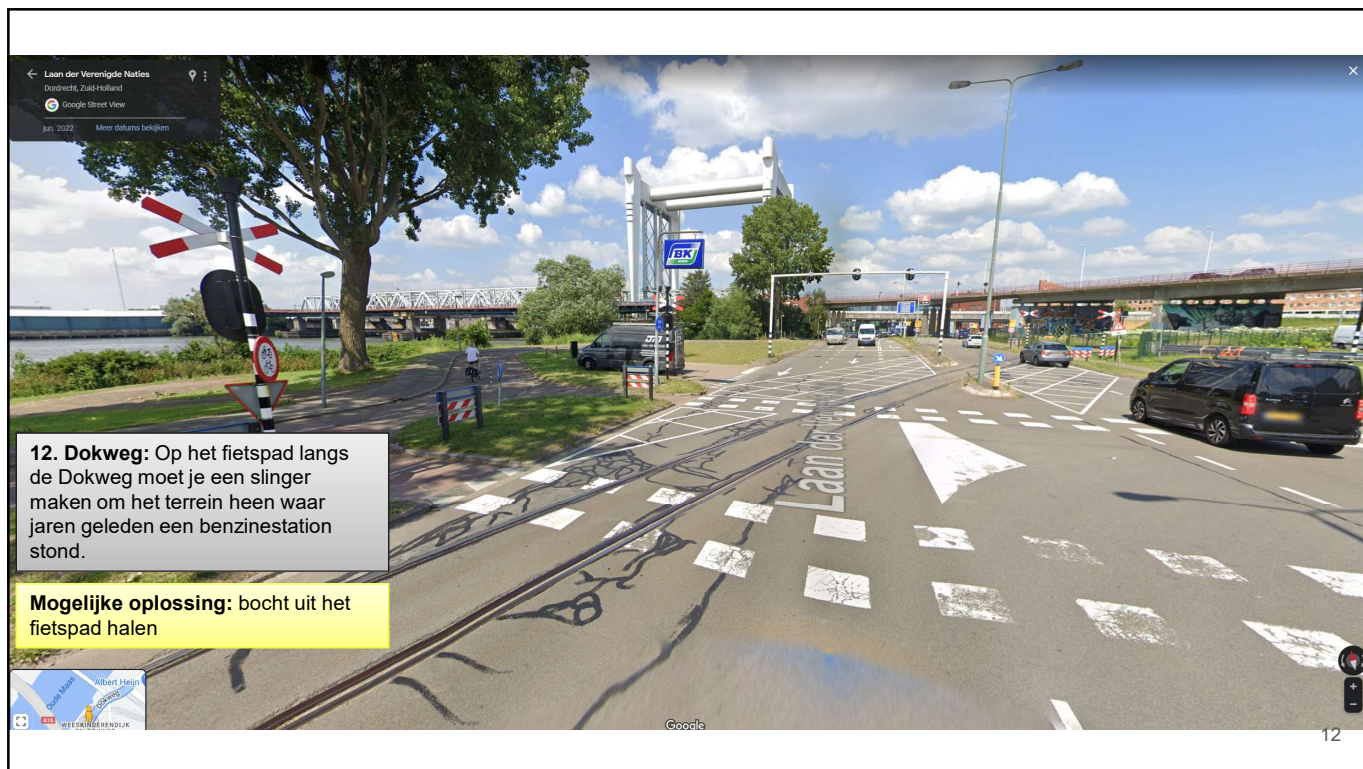 Laan der Verenigde Naties
Dordrecht, Zuid-Holland
Google Street View
jun. 2022 Meer datums bekijken
BK
Laan der Ve
12. Dokweg: Op het fietspad langs
de Dokweg moet je een slinger
maken om het terrein heen waar
jaren geleden een benzinestation
stond.
Mogelijke oplossing: bocht uit het
fietspad halen
Albert Heijn
Oude Maas
Dokweg
A16
WEESKINDERENDIJK
Google
12